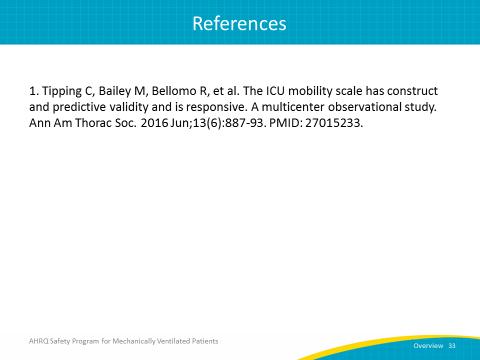 References
1. Tipping C, Bailey M, Bellomo R, et al. The ICU mobility scale has construct
and predictive validity and is responsive. A multicenter observational study.
Ann Am Thorac Soc. 2016 Jun;13(6):887-93. PMID: 27015233.
AHRQ Safety Program for Mechanically Ventilated Patients
Overview 33